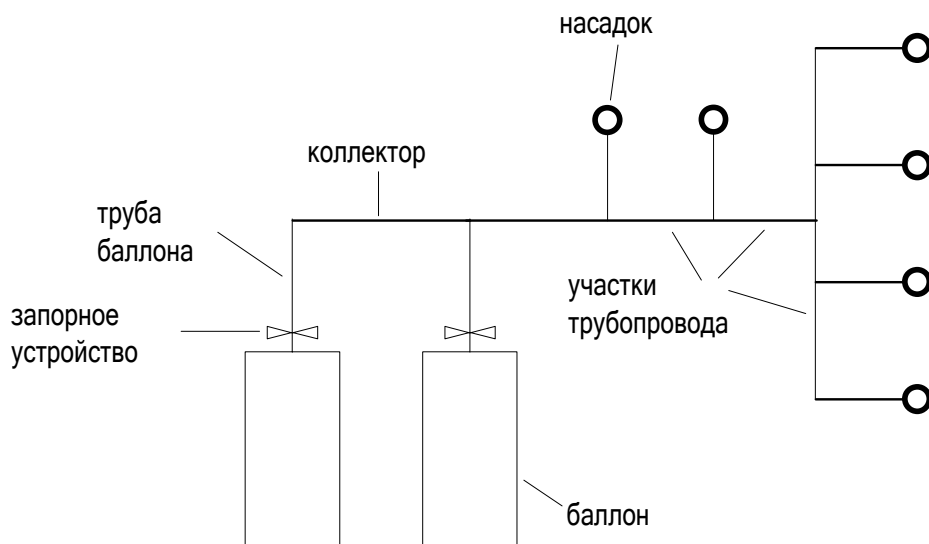 насадок
коллектор
труба
баллона
запорное
устройство
участки
трубопровода
баллон